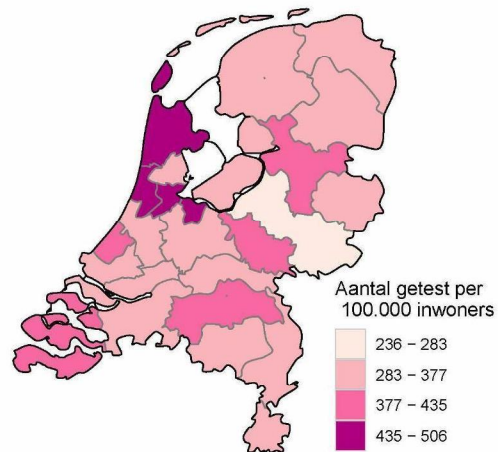 Aantal getest per
100.000 inwoners
236 – 283
283 – 377
377 – 435
435 – 506